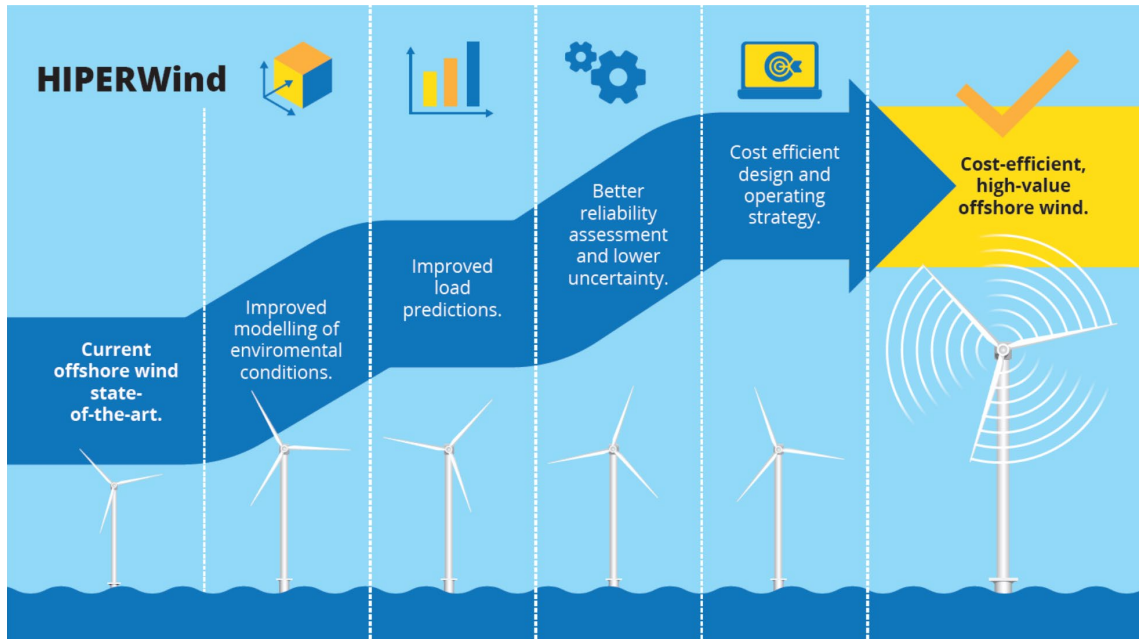 HIPERWind
Current
offshore wind
state-
of-the-art.
Improved
modelling of
enviromental
conditions.
Improved
load
predictions.
Better
reliability
assessment
and lower
uncertainty.
Cost efficient
design and
operating
strategy.
Cost-efficient,
high-value
offshore wind.